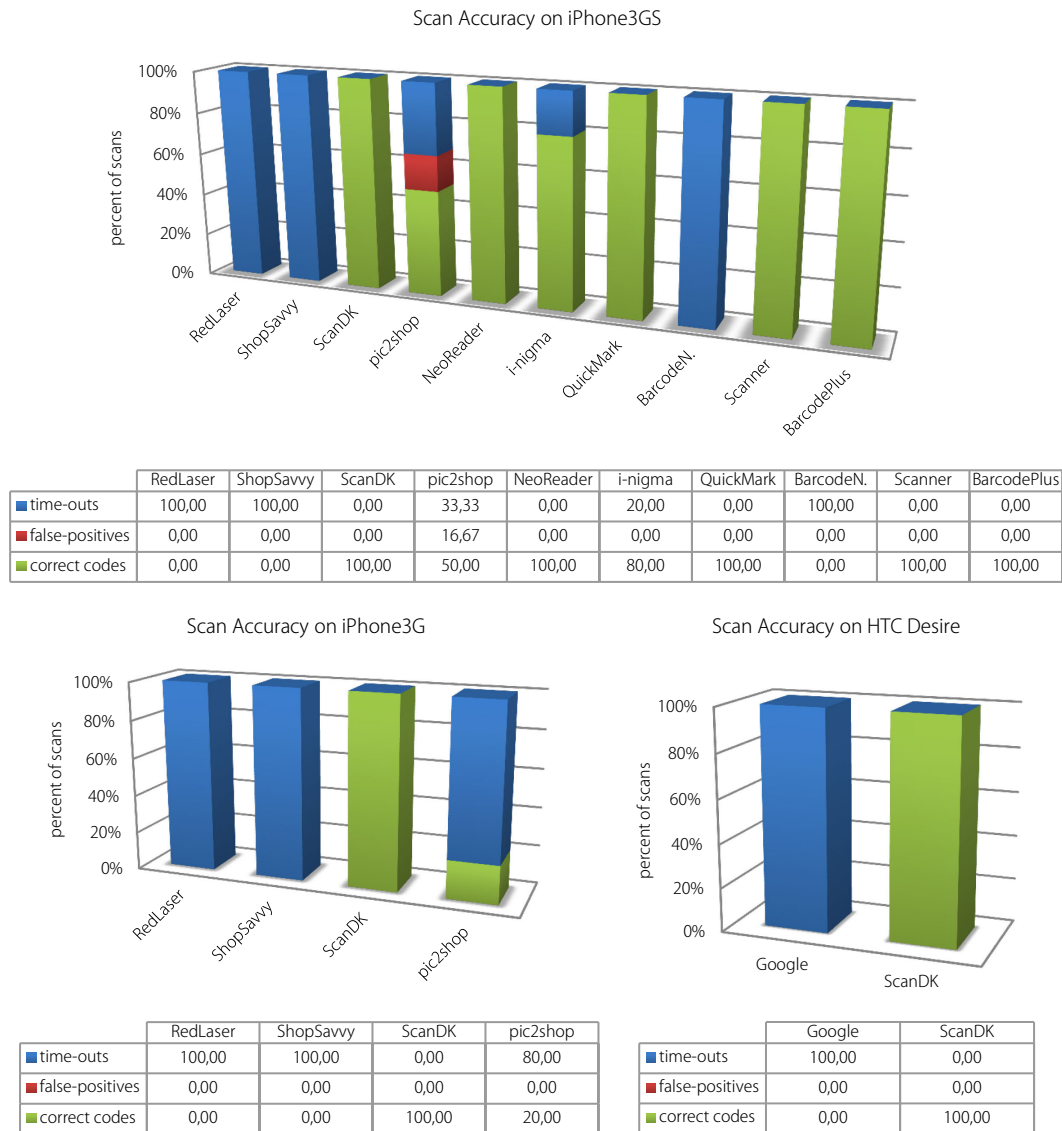 Scan Accuracy on iPhone3GS
percent of scans
100%
80%
60%
40%
20%
0%
RedLaser
ShopSavvy
ScanDK
pic2shop
NeoReader
i-nigma
QuickMark
BarcodeN.
Scanner
BarcodePlus
RedLaser ShopSavvy ScanDK pic2shop NeoReader i-nigma QuickMark BarcodeN. Scanner BarcodePlus
time-outs 100,00 100,00 0,00 33,33 0,00 20,00 0,00 100,00 0,00 0,00
false-positives 0,00 0,00 0,00 16,67 0,00 0,00 0,00 0,00 0,00 0,00
correct codes 0,00 0,00 100,00 50,00 100,00 80,00 100,00 0,00 100,00 100,00
Scan Accuracy on iPhone3G
percent of scans
100%
80%
60%
40%
20%
0%
RedLaser
ShopSavvy
ScanDK
pic2shop
RedLaser ShopSavvy ScanDK pic2shop
time-outs 100,00 100,00 0,00 80,00
false-positives 0,00 0,00 0,00 0,00
correct codes 0,00 0,00 100,00 20,00
Scan Accuracy on HTC Desire
percent of scans
100%
80%
60%
40%
20%
0%
Google
ScanDK
Google ScanDK
time-outs 100,00 0,00
false-positives 0,00 0,00
correct codes 0,00 100,00